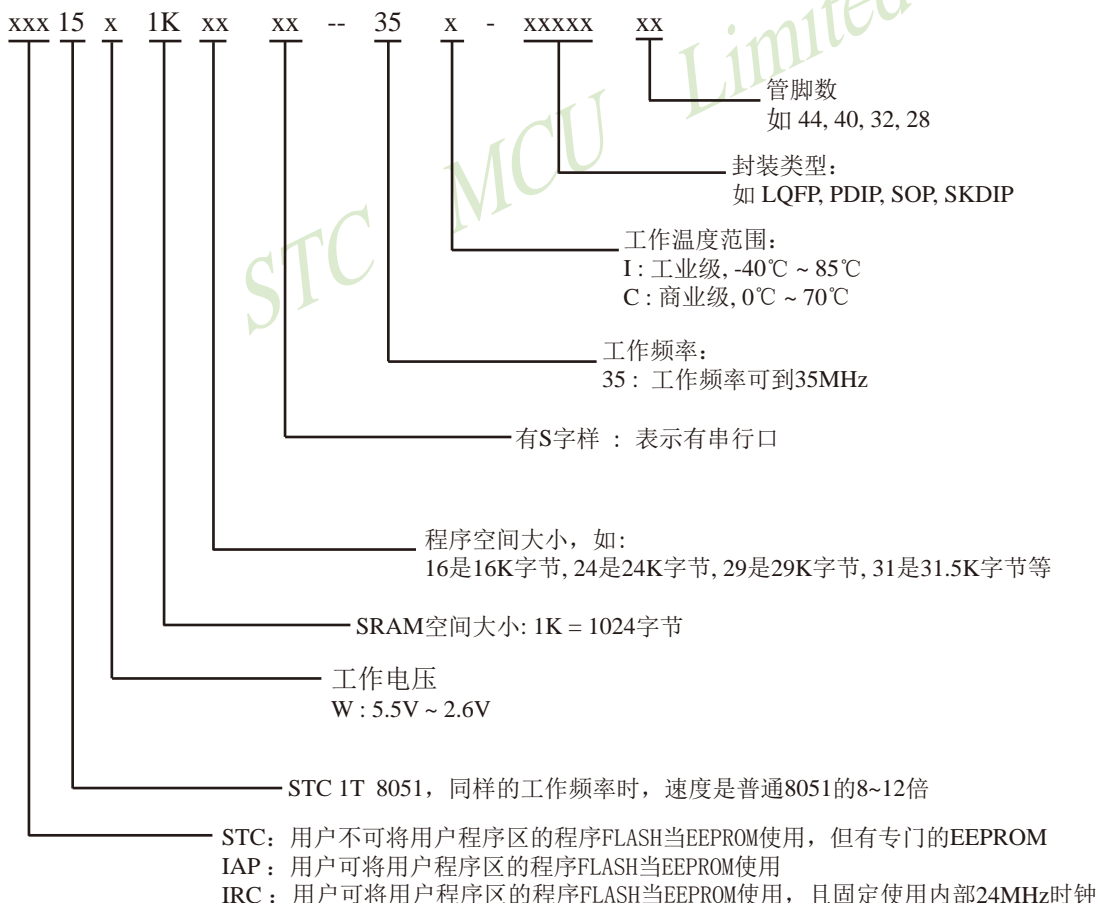 xxx 15 x 1K xx xx -- 35 x - xxxxx xx
管脚数
如 44, 40, 32, 28
封装类型：
如 LQFP, PDIP, SOP, SKDIP
工作温度范围：
I : 工业级, -40℃ ~ 85℃
C : 商业级, 0℃ ~ 70℃
工作频率：
35 : 工作频率可到35MHz
有S字样 : 表示有串行口
程序空间大小，如:
16是16K字节, 24是24K字节, 29是29K字节, 31是31.5K字节等
SRAM空间大小: 1K = 1024字节
工作电压
W : 5.5V ~ 2.6V
STC 1T 8051，同样的工作频率时，速度是普通8051的8~12倍
STC：用户不可将用户程序区的程序FLASH当EEPROM使用，但有专门的EEPROM
IAP：用户可将用户程序区的程序FLASH当EEPROM使用
IRC：用户可将用户程序区的程序FLASH当EEPROM使用，且固定使用内部24MHz时钟
STC MCU Limited